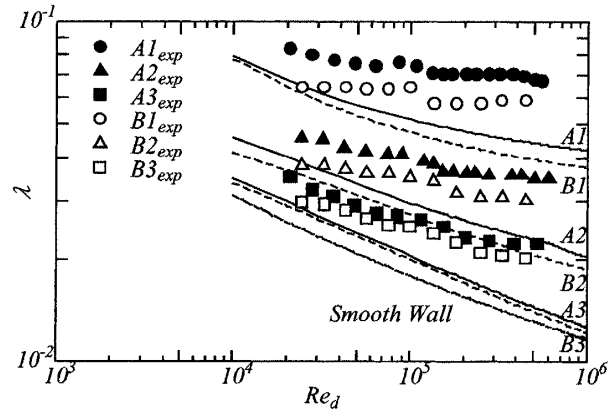 10^-1
A1exp
A2exp
A3exp
B1exp
B2exp
B3exp
A1
B1
A2
B2
A3
B3
λ
Smooth Wall
10^-2
10^3
10^4
10^5
10^6
Re_d